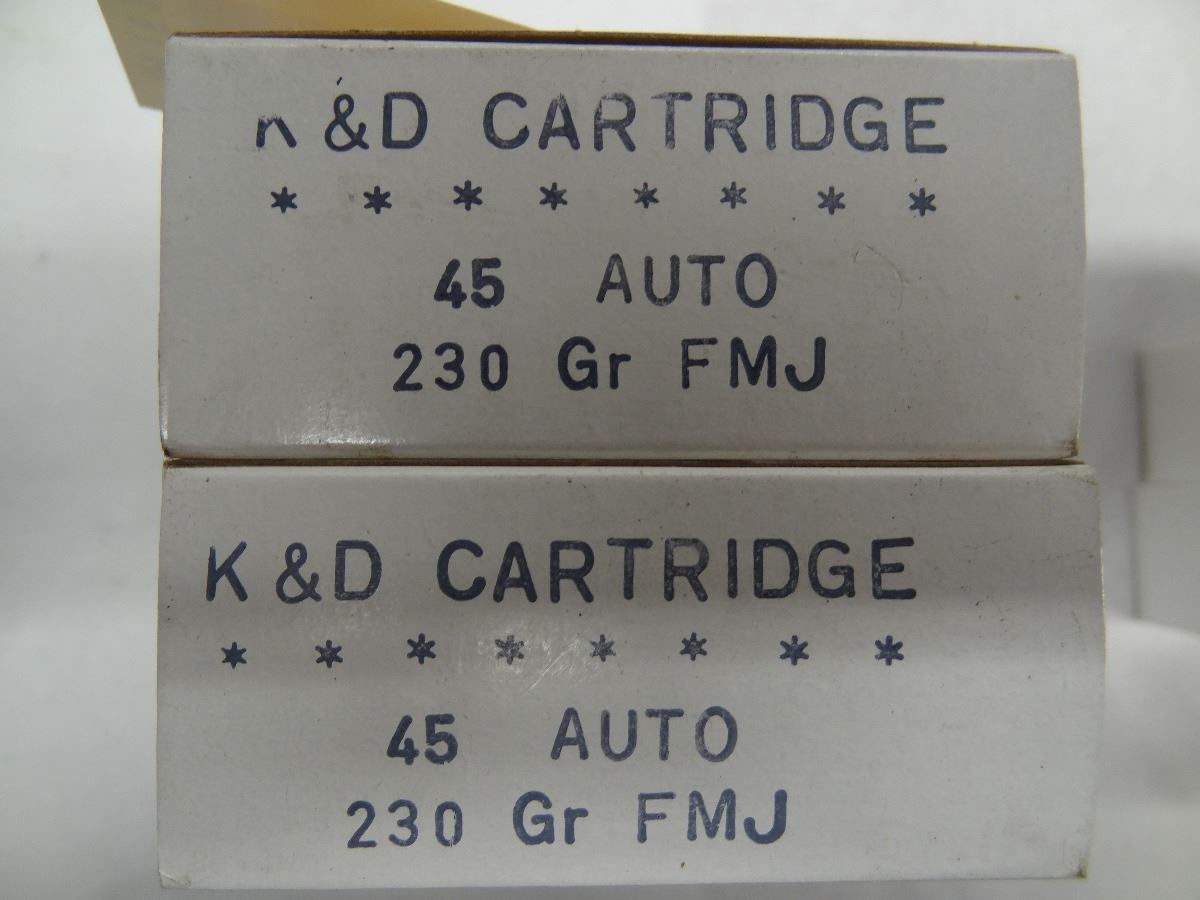 K & D CARTRIDGE
* * * * * * * *
45 AUTO
230 Gr FMJ
K & D CARTRIDGE
* * * * * * * *
45 AUTO
230 Gr FMJ